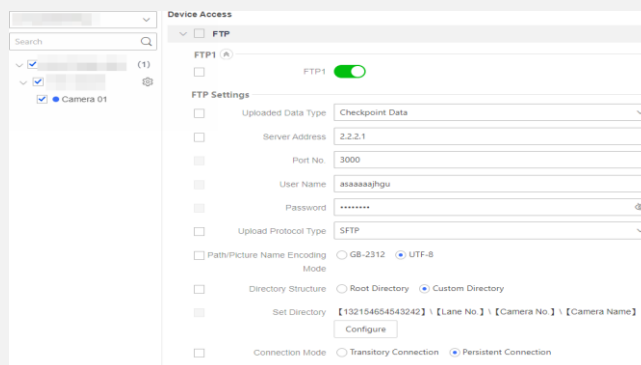 Device Access
FTP
Search
FTP1
(1)
FTP1
FTP Settings
Camera 01
Uploaded Data Type Checkpoint Data
Server Address 2.2.2.1
Port No. 3000
User Name asaaaaajhgu
Password ••••••••
Upload Protocol Type SFTP
Path/Picture Name Encoding Mode GB-2312 UTF-8
Directory Structure Root Directory Custom Directory
Set Directory 【132154654543242】\【Lane No.】\【Camera No.】\【Camera Name】
Configure
Connection Mode Transitory Connection Persistent Connection